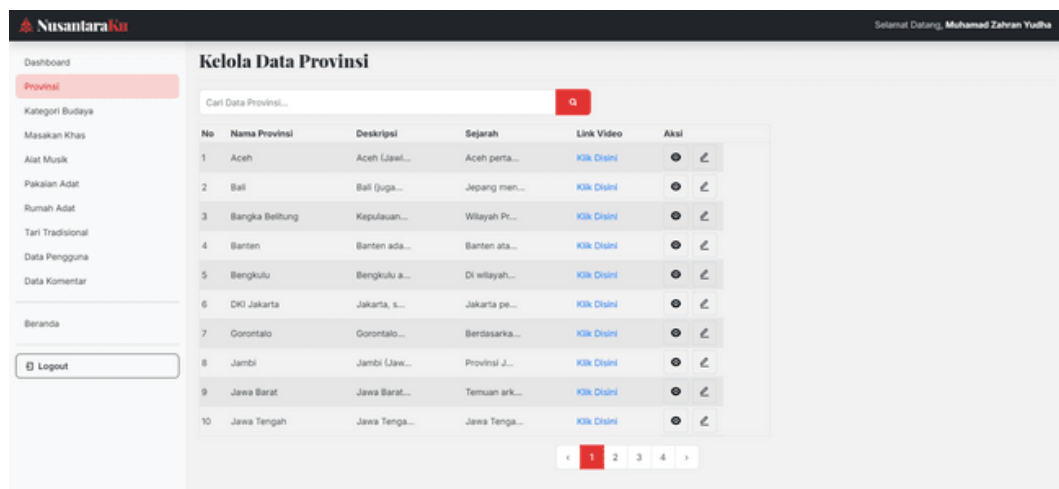 NusantaraKu
Selamat Datang, Muhamad Zahran Yudha
Dashboard
Provinsi
Kategori Budaya
Masakan Khas
Alat Musik
Pakaian Adat
Rumah Adat
Tari Tradisional
Data Pengguna
Data Komentar
Beranda
Logout
Kelola Data Provinsi
Cari Data Provinsi...
No Nama Provinsi Deskripsi Sejarah Link Video Aksi
1 Aceh Aceh (Jawi... Aceh perta... Klik Disini
2 Bali Bali (juga... Jepang men... Klik Disini
3 Bangka Belitung Kepulauan... Wilayah Pr... Klik Disini
4 Banten Banten ada... Banten ata... Klik Disini
5 Bengkulu Bengkulu a... Di wilayah... Klik Disini
6 DKI Jakarta Jakarta, s... Jakarta pe... Klik Disini
7 Gorontalo Gorontalo... Berdasarka... Klik Disini
8 Jambi Jambi (Jaw... Provinsi J... Klik Disini
9 Jawa Barat Jawa Barat... Temuan ark... Klik Disini
10 Jawa Tengah Jawa Tenga... Jawa Tenga... Klik Disini
‹ 1 2 3 4 ›